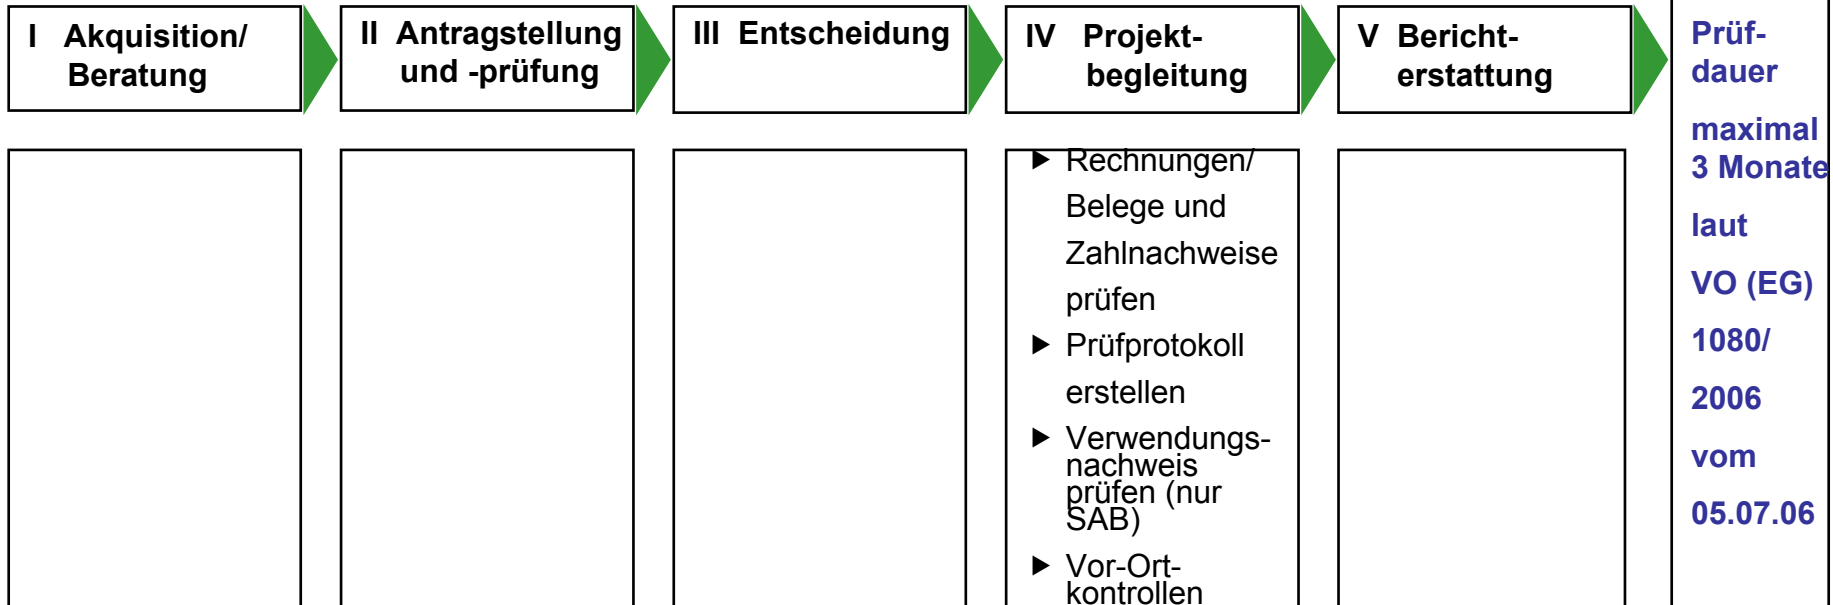 I Akquisition/
Beratung
II Antragstellung
und -prüfung
III Entscheidung
IV Projekt-
begleitung
V Bericht-
erstattung
▶ Rechnungen/
Belege und
Zahlnachweise
prüfen
▶ Prüfprotokoll
erstellen
▶ Verwendungs-
nachweis
prüfen (nur
SAB)
▶ Vor-Ort-
kontrollen
Prüf-
dauer
maximal
3 Monate
laut
VO (EG)
1080/
2006
vom
05.07.06